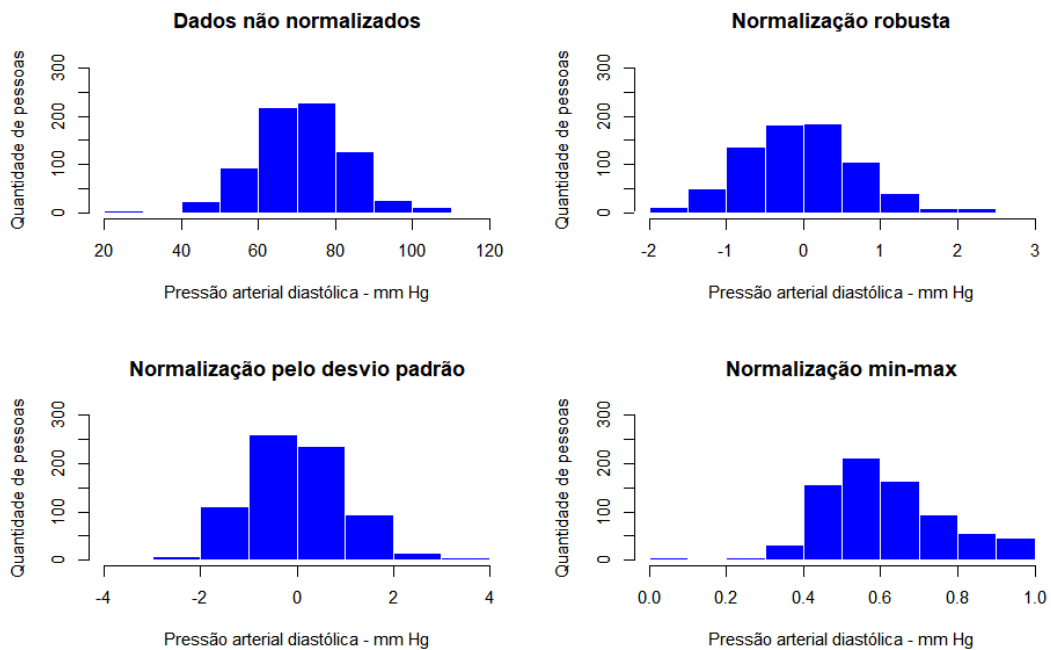 Dados não normalizados
Quantidade de pessoas
0 100 200 300
20 40 60 80 100 120
Pressão arterial diastólica - mm Hg
Normalização robusta
Quantidade de pessoas
0 100 200 300
-2 -1 0 1 2 3
Pressão arterial diastólica - mm Hg
Normalização pelo desvio padrão
Quantidade de pessoas
0 100 200 300
-4 -2 0 2 4
Pressão arterial diastólica - mm Hg
Normalização min-max
Quantidade de pessoas
0 100 200 300
0.0 0.2 0.4 0.6 0.8 1.0
Pressão arterial diastólica - mm Hg